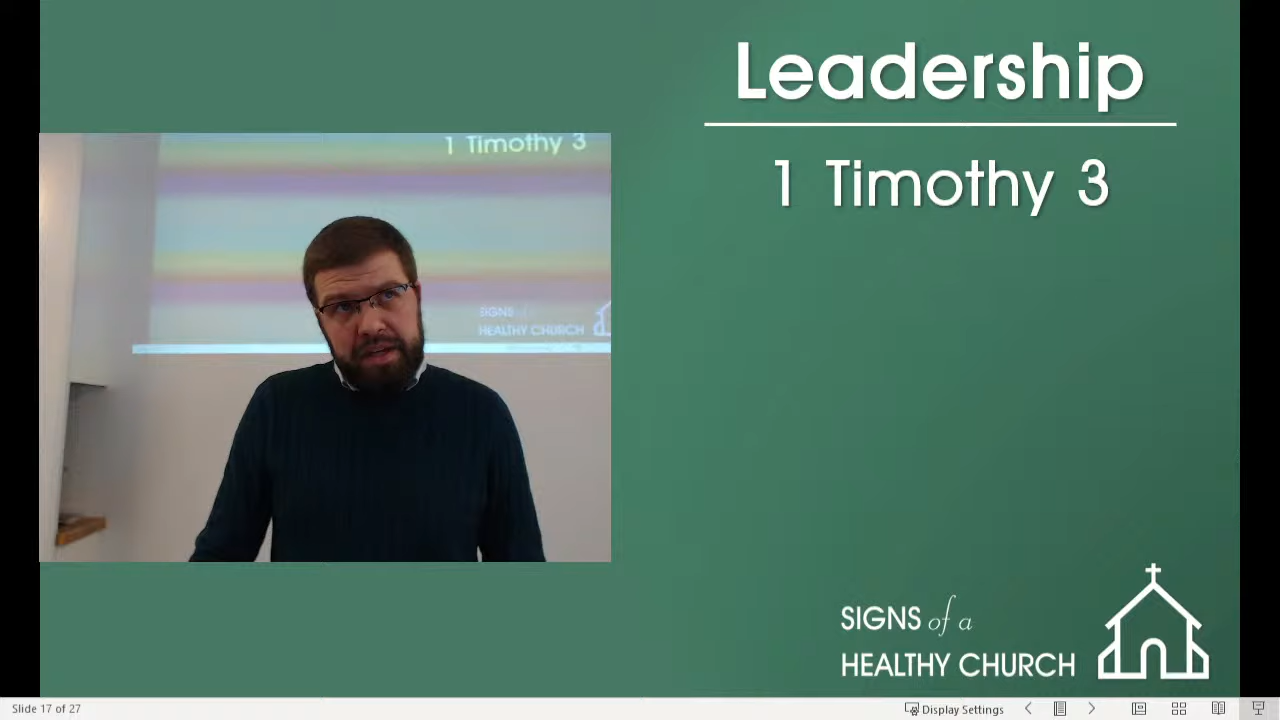 Leadership
1 Timothy 3
1 Timothy 3
SIGNS
HEALTHY CHURCH
SIGNS of a
HEALTHY CHURCH
Slide 17 of 27
Display Settings